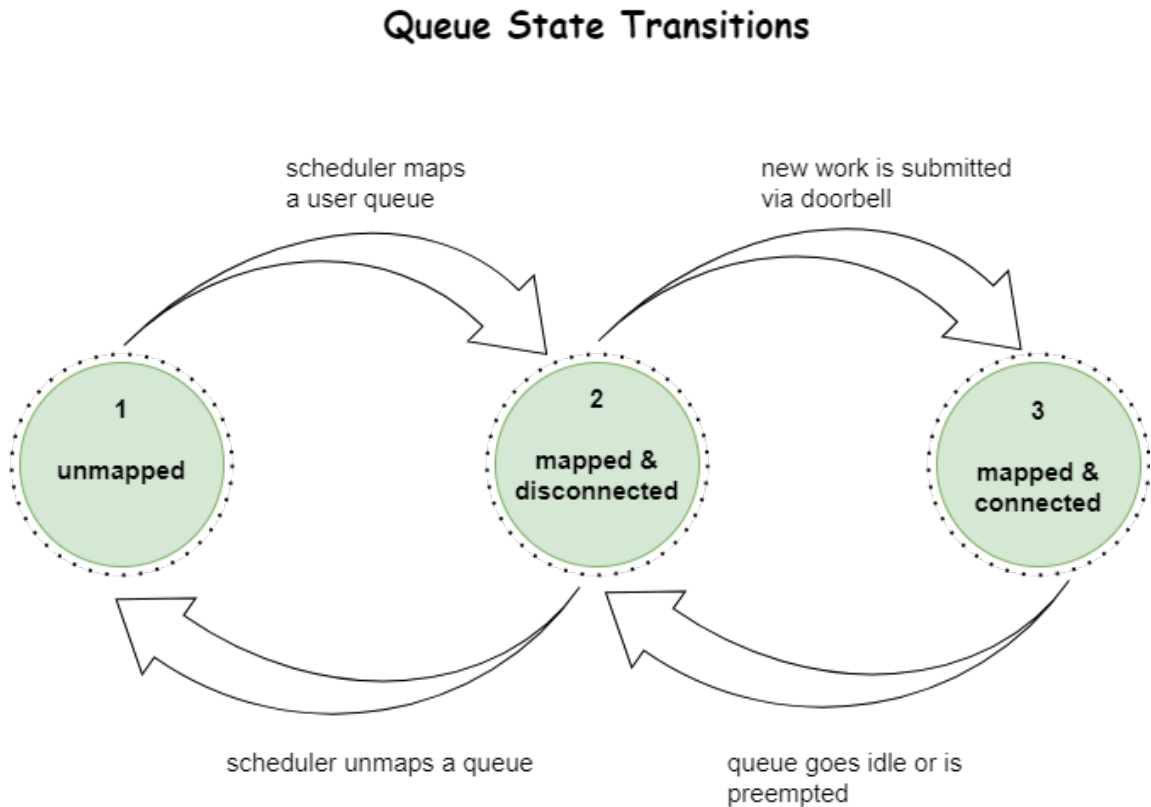 Queue State Transitions
scheduler maps
a user queue
new work is submitted
via doorbell
1
unmapped
2
mapped &
disconnected
3
mapped &
connected
scheduler unmaps a queue
queue goes idle or is
preempted